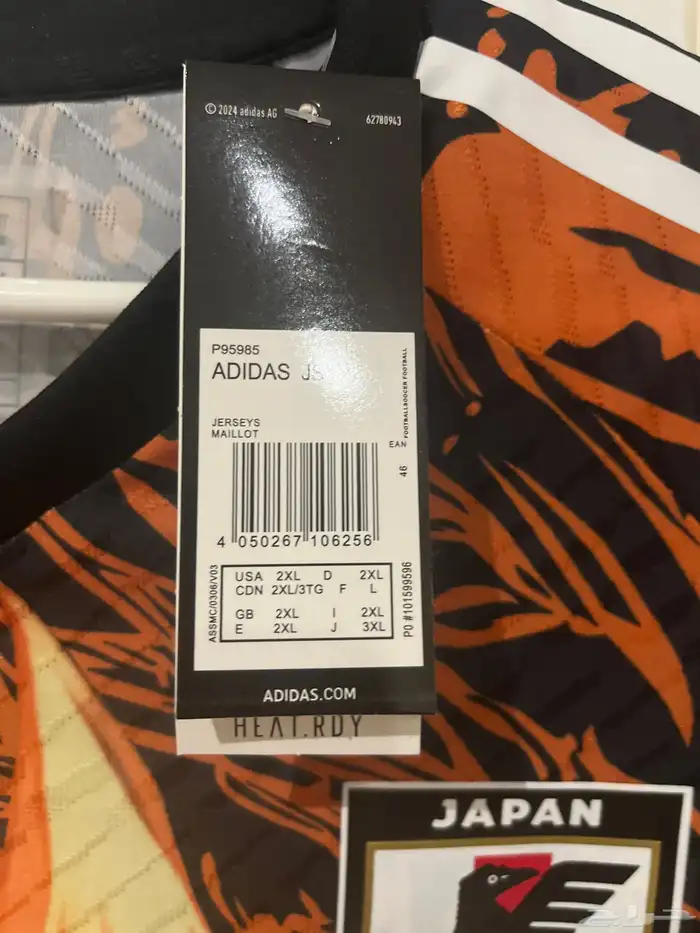 © 2024 adidas AG
62780943
P95985
ADIDAS
JERSEYS
MAILLOT
EAN
FOOTBALL&SOCCER FOOTBALL
46
4 050267 106256
USA 2XL D 2XL
CDN 2XL/3TG F L
GB 2XL I 2XL
E 2XL J 3XL
ASSMC/0306/V03
PO #101599596
ADIDAS.COM
HEAT.RDY
JAPAN
حراج